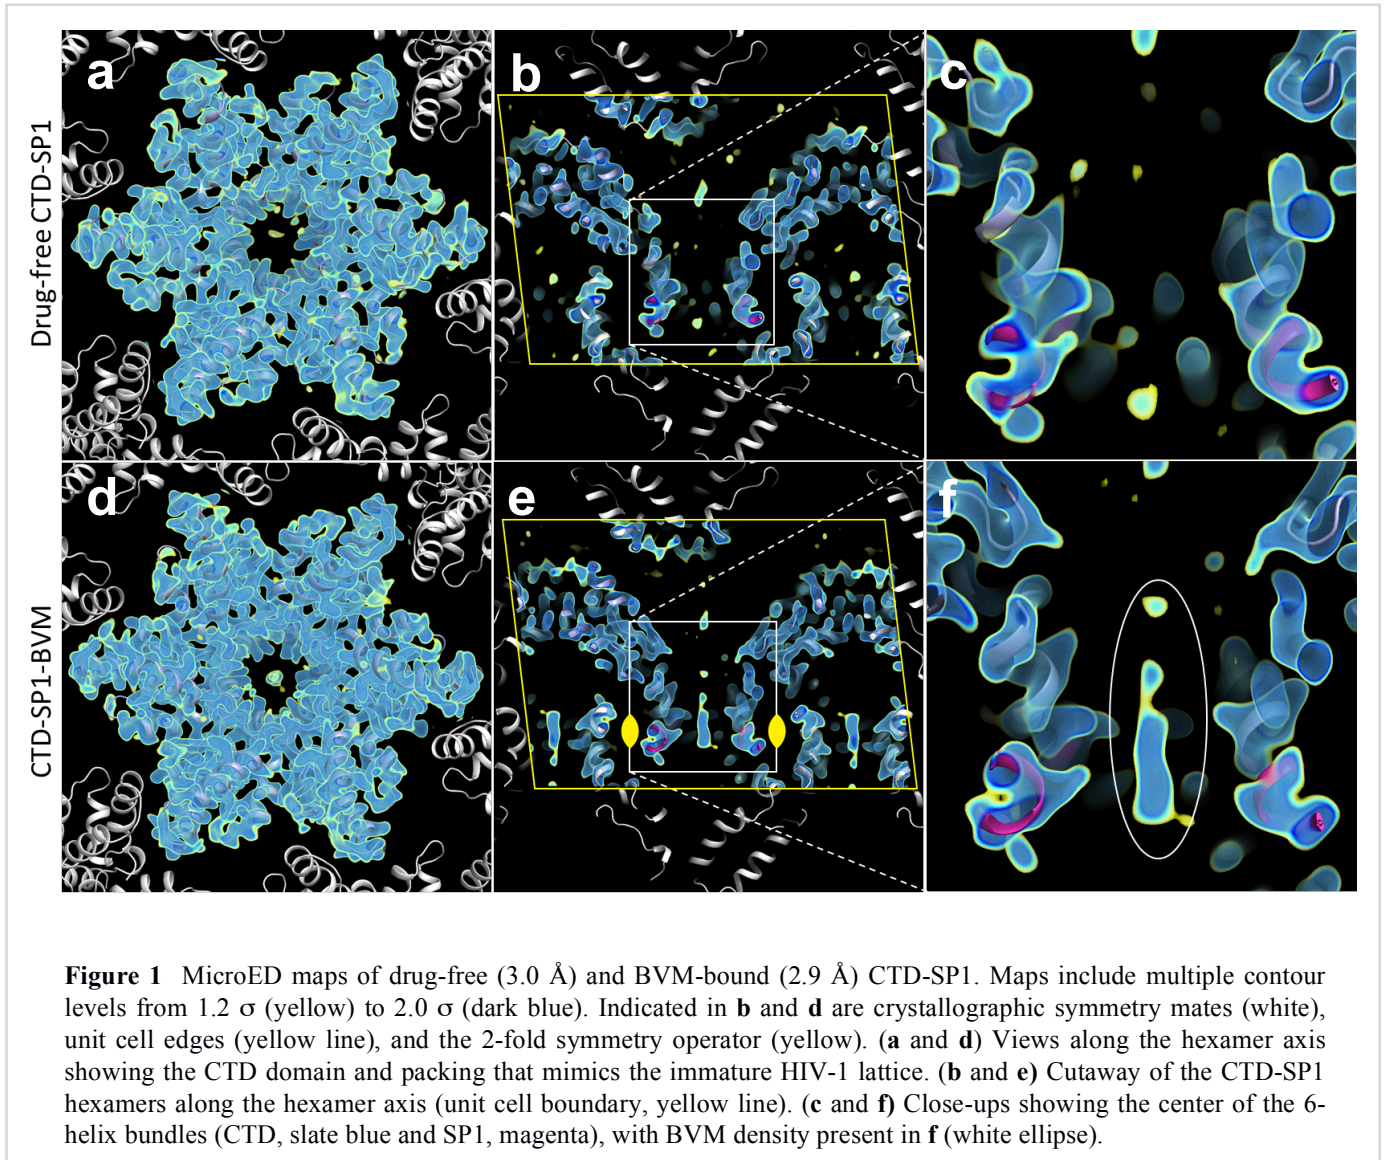 a
b
c
Drug-free CTD-SP1
d
e
f
CTD-SP1-BVM
Figure 1 MicroED maps of drug-free (3.0 Å) and BVM-bound (2.9 Å) CTD-SP1. Maps include multiple contour
levels from 1.2 σ (yellow) to 2.0 σ (dark blue). Indicated in b and d are crystallographic symmetry mates (white),
unit cell edges (yellow line), and the 2-fold symmetry operator (yellow). (a and d) Views along the hexamer axis
showing the CTD domain and packing that mimics the immature HIV-1 lattice. (b and e) Cutaway of the CTD-SP1
hexamers along the hexamer axis (unit cell boundary, yellow line). (c and f) Close-ups showing the center of the 6-
helix bundles (CTD, slate blue and SP1, magenta), with BVM density present in f (white ellipse).